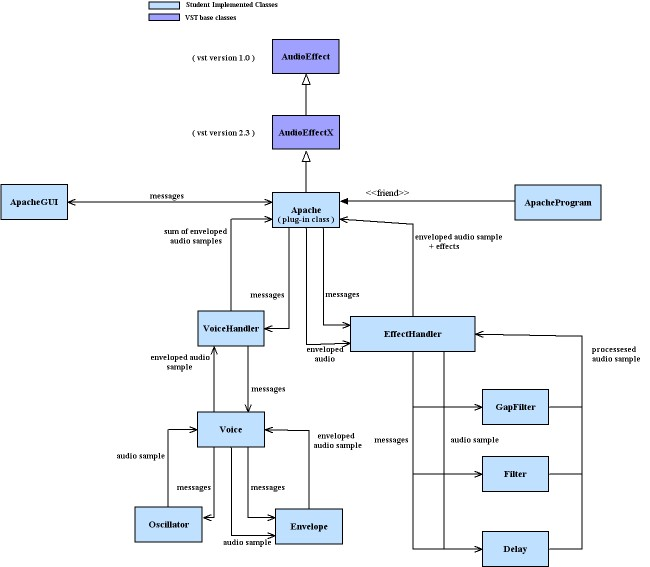 Student Implemented Classes
VST base classes
( vst version 1.0 )
AudioEffect
( vst version 2.3 )
AudioEffectX
ApacheGUI
messages
Apache
( plug-in class )
<<friend>>
ApacheProgram
sum of enveloped
audio samples
enveloped audio sample
+ effects
messages
messages
VoiceHandler
EffectHandler
enveloped
audio
enveloped audio
sample
processesed
audio sample
messages
GapFilter
Voice
enveloped
audio sample
messages
audio sample
audio sample
Filter
messages
messages
Oscillator
Envelope
audio sample
Delay